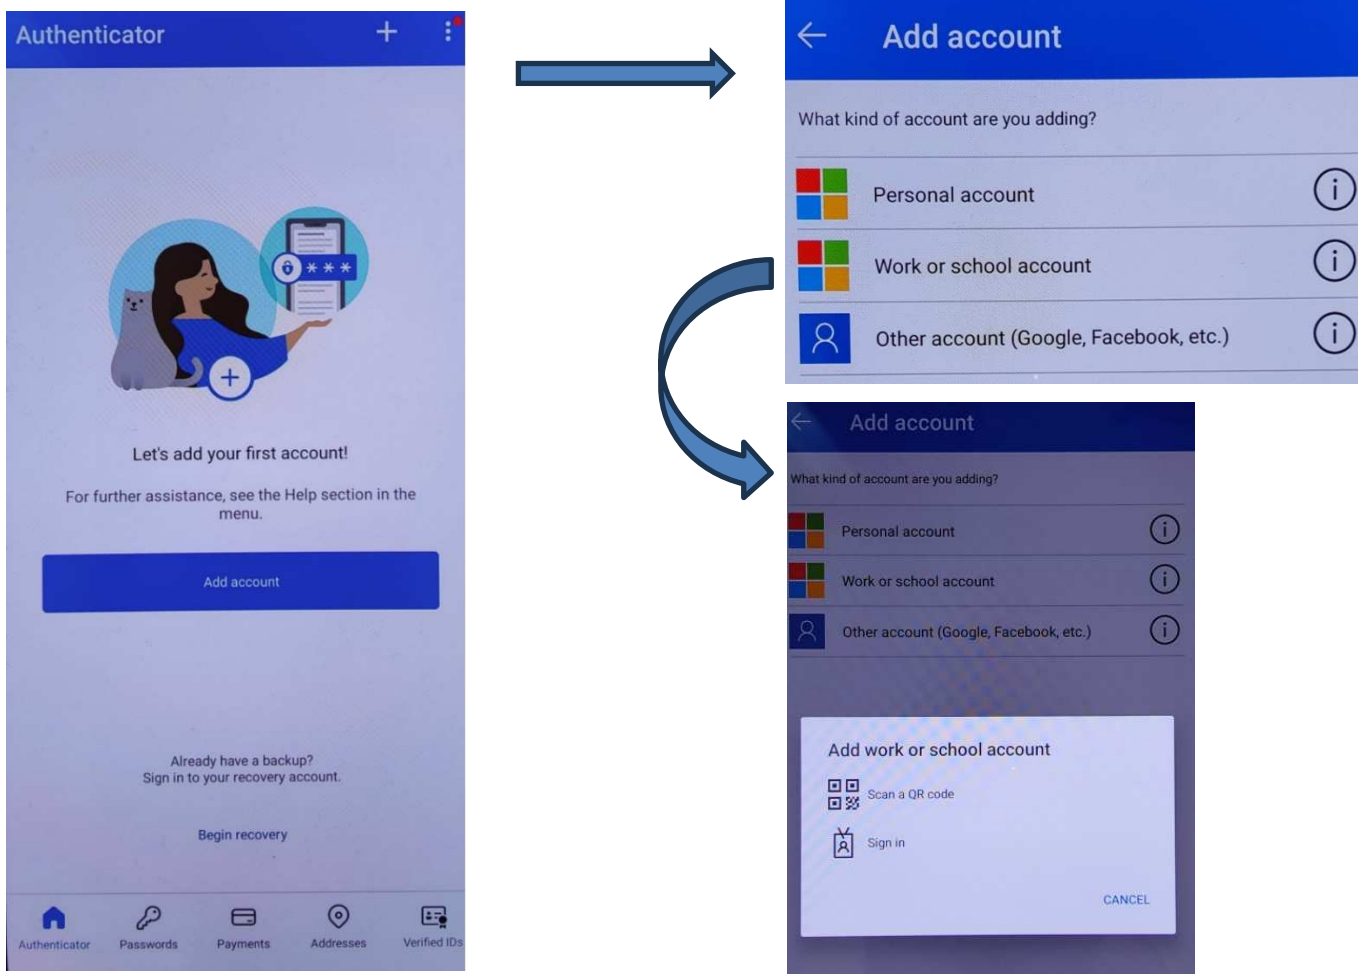 Authenticator
* * *
Let's add your first account!
For further assistance, see the Help section in the
menu.
Add account
Already have a backup?
Sign in to your recovery account.
Begin recovery
Authenticator
Passwords
Payments
Addresses
Verified IDs
Add account
What kind of account are you adding?
Personal account
Work or school account
Other account (Google, Facebook, etc.)
Add account
What kind of account are you adding?
Personal account
Work or school account
Other account (Google, Facebook, etc.)
Add work or school account
Scan a QR code
Sign in
CANCEL